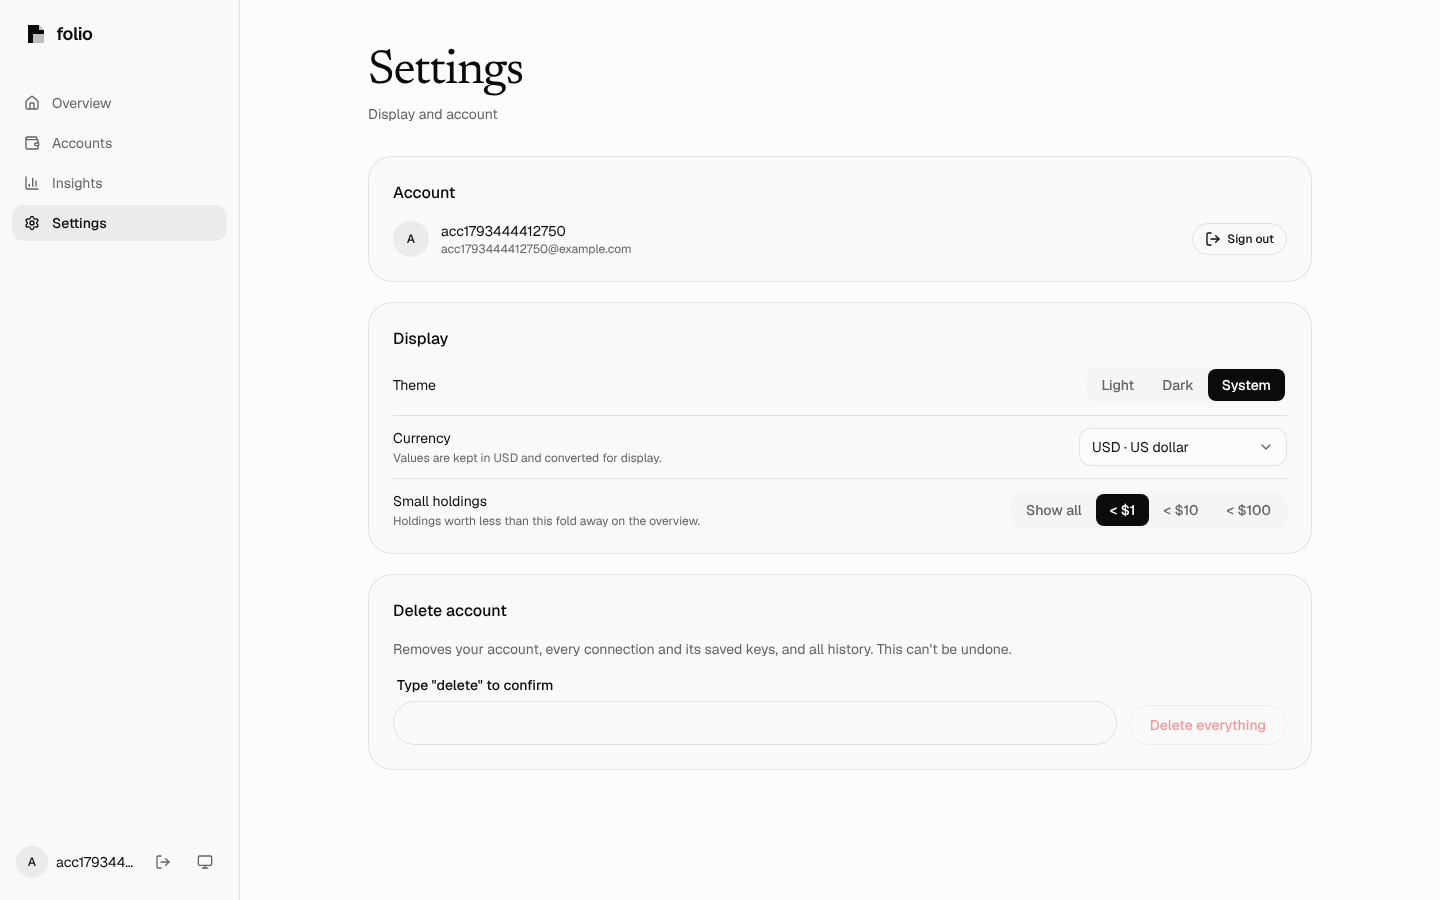 folio
Overview
Accounts
Insights
Settings
A
acc179344...
Settings
Display and account
Account
A
acc1793444412750
acc1793444412750@example.com
Sign out
Display
Theme
Light Dark System
Currency
Values are kept in USD and converted for display.
USD · US dollar
Small holdings
Holdings worth less than this fold away on the overview.
Show all < $1 < $10 < $100
Delete account
Removes your account, every connection and its saved keys, and all history. This can't be undone.
Type "delete" to confirm
Delete everything